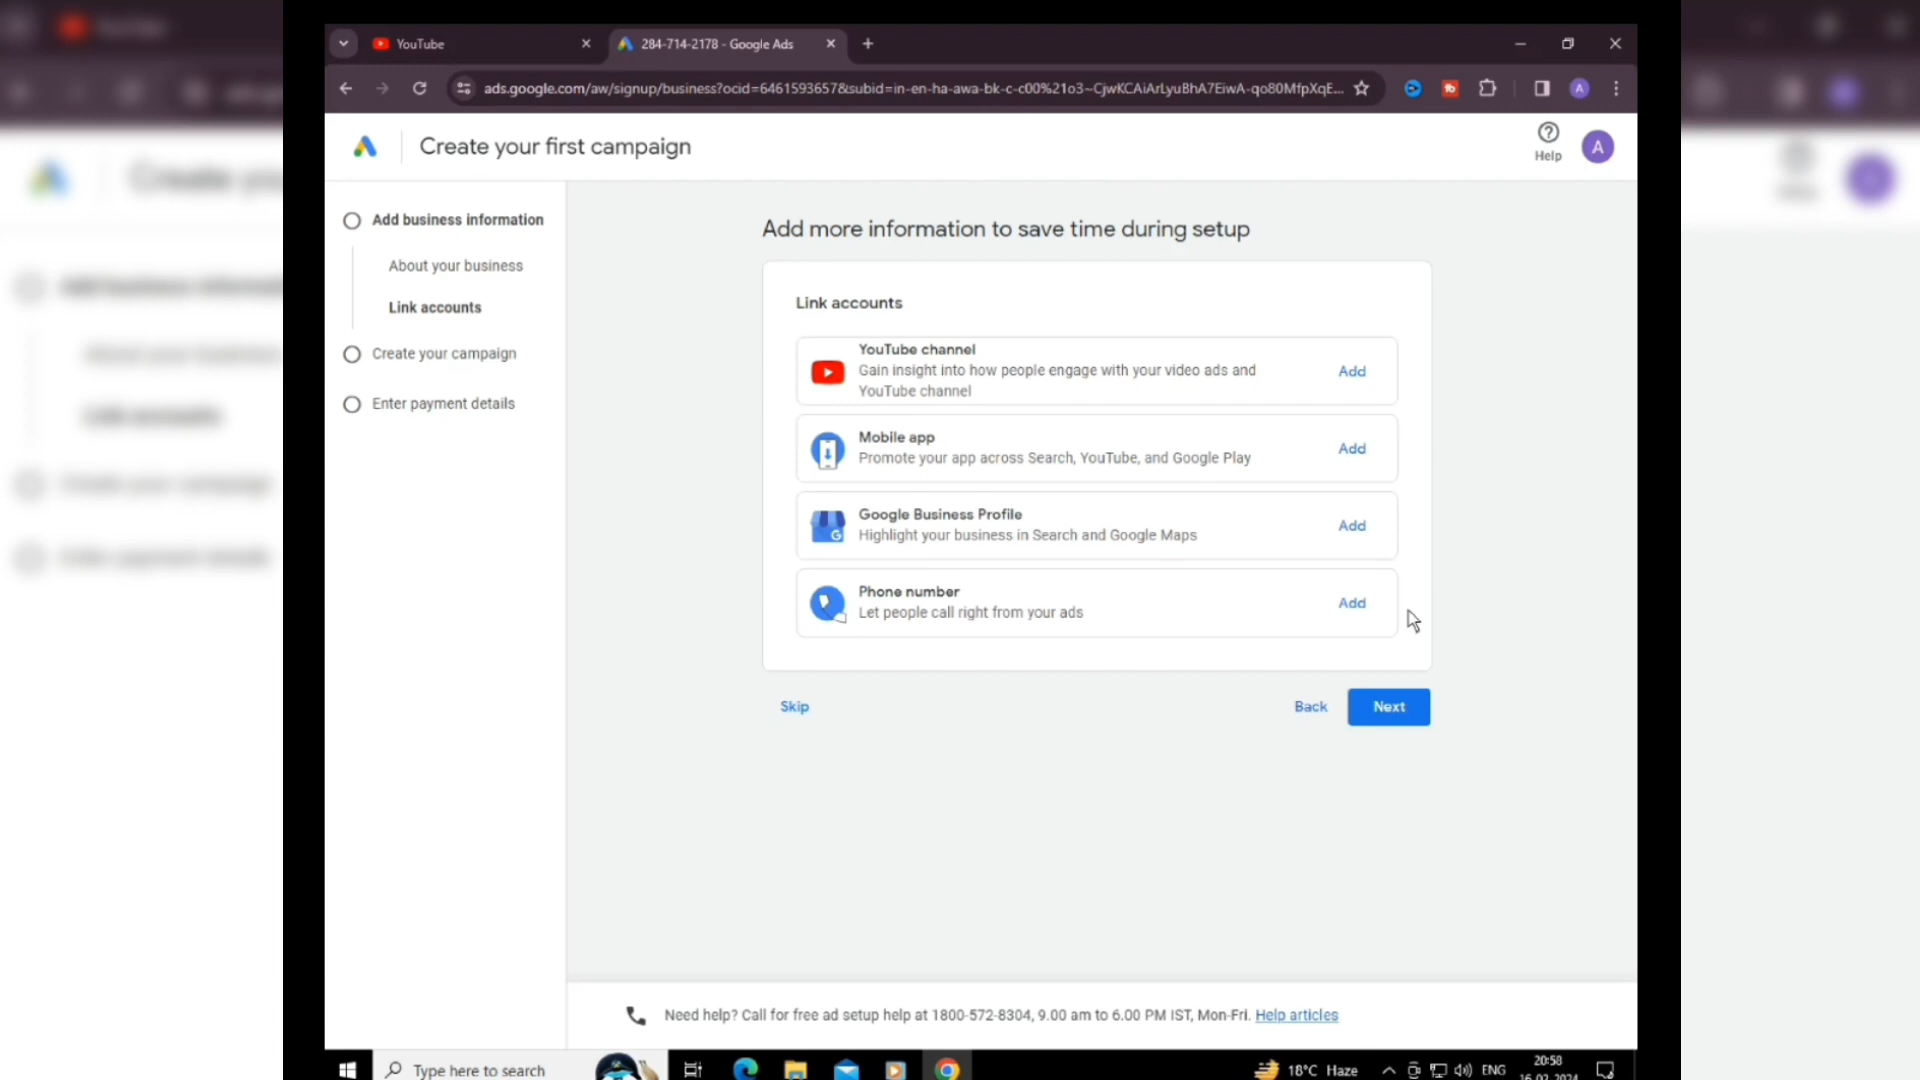 YouTube
284-714-2178 - Google Ads
ads.google.com/aw/signup/business?ocid=6461593657&subid=in-en-ha-awa-bk-c-c00%21o3~CjwKCAiArLyuBhA7EiwA-qo80MfpXqE...
Create your first campaign
Help
A
Add business information
About your business
Link accounts
Create your campaign
Enter payment details
Add more information to save time during setup
Link accounts
YouTube channel
Gain insight into how people engage with your video ads and
YouTube channel
Add
Mobile app
Promote your app across Search, YouTube, and Google Play
Add
Google Business Profile
Highlight your business in Search and Google Maps
Add
Phone number
Let people call right from your ads
Add
Skip
Back
Next
Need help? Call for free ad setup help at 1800-572-8304, 9.00 am to 6.00 PM IST, Mon-Fri. Help articles
Type here to search
18°C Haze
ENG
20:58
16-02-2024